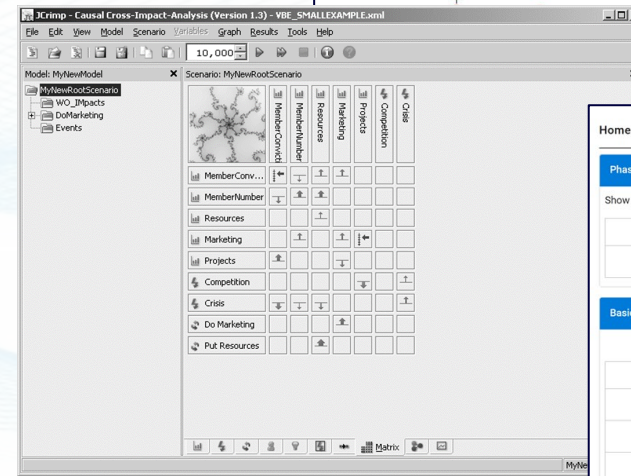 JCrimp - Causal Cross-Impact-Analysis (Version 1.3) - VBE_SMALLEXAMPLE.xml
File Edit View Model Scenario Variables Graph Results Tools Help
10,000
Model: MyNewModel
MyNewRootScenario
WO_IMpacts
DoMarketing
Events
Scenario: MyNewRootScenario
MemberConvicti
MemberNumber
Resources
Marketing
Projects
Competition
Crisis
MemberConv...
MemberNumber
Resources
Marketing
Projects
Competition
Crisis
Do Marketing
Put Resources
Matrix
MyNe
Home
Phas
Show
Basi